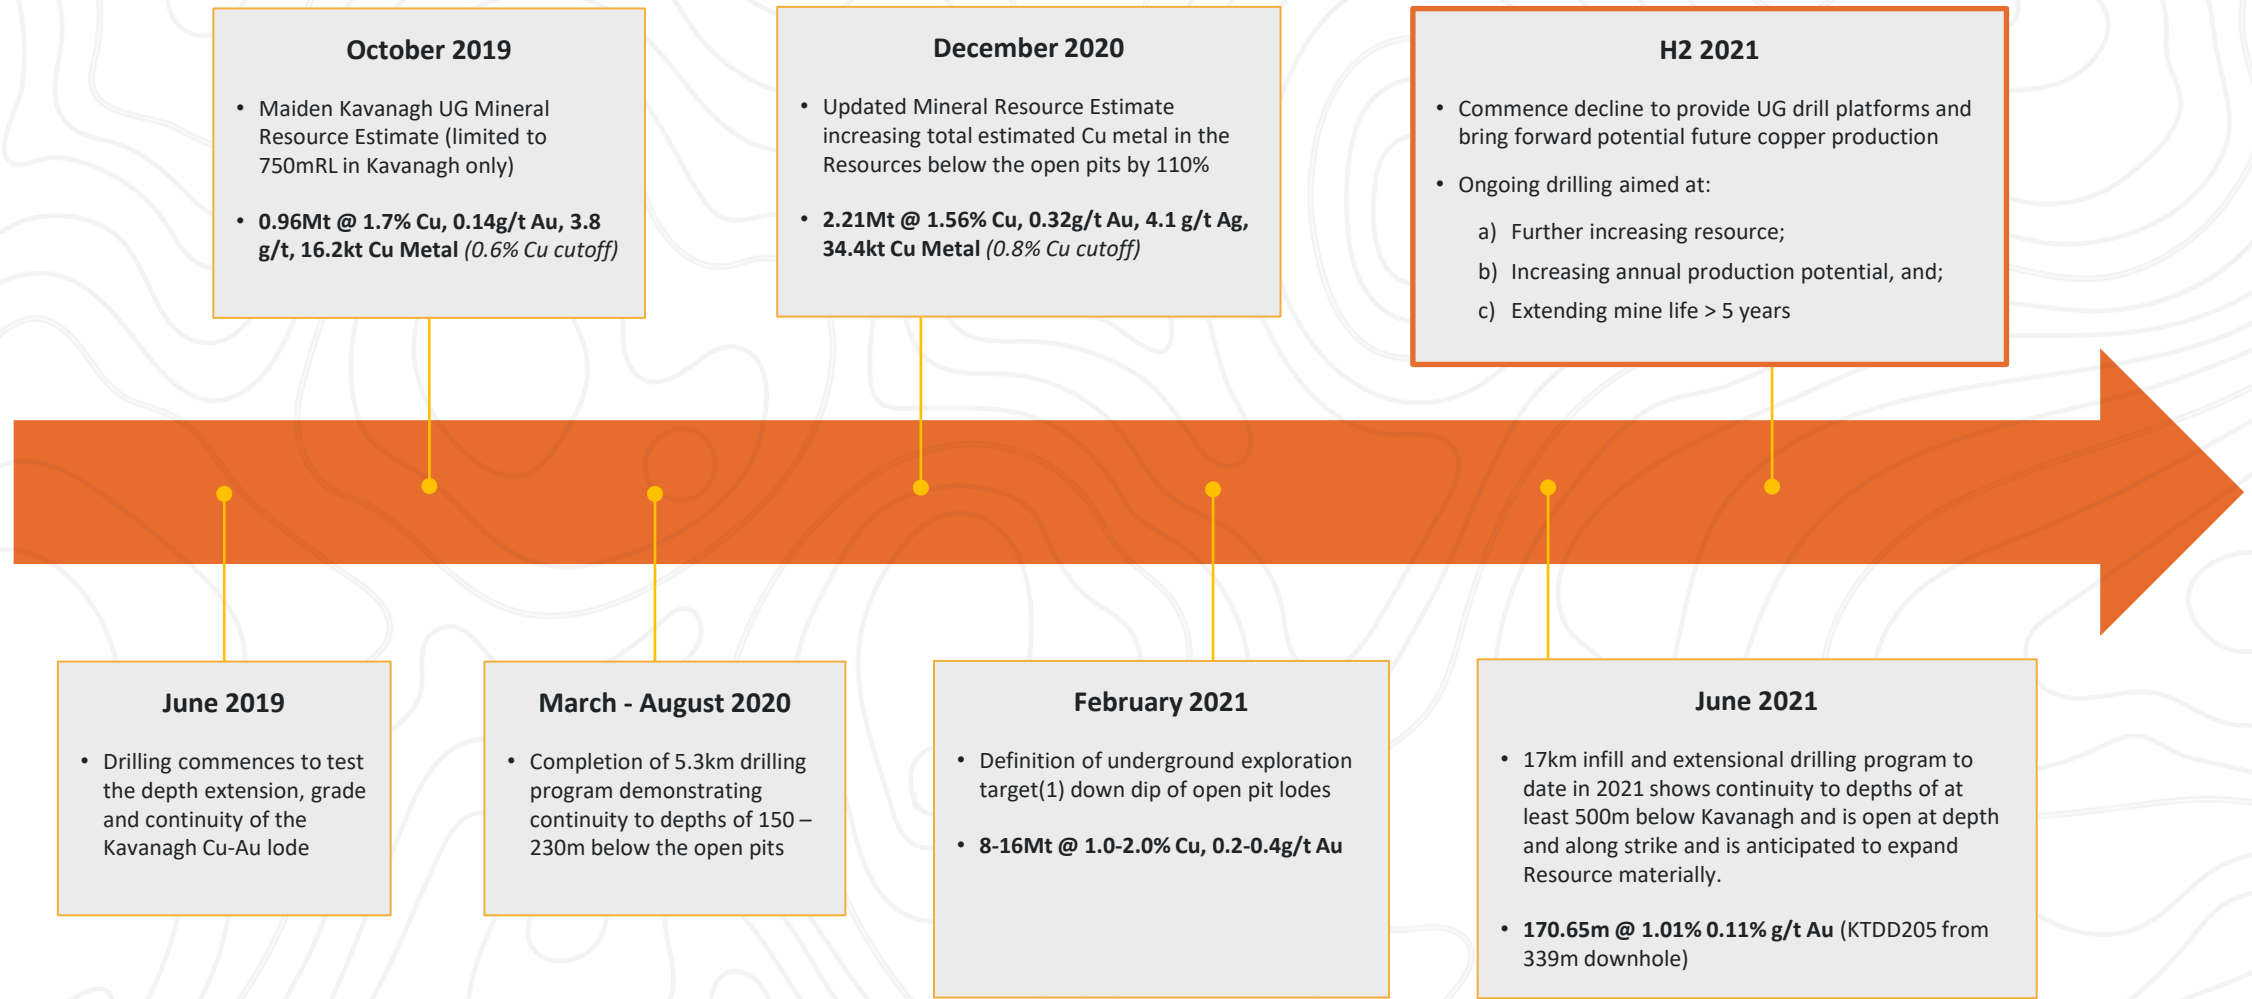 October 2019
• Maiden Kavanagh UG Mineral
Resource Estimate (limited to
750mRL in Kavanagh only)
• 0.96Mt @ 1.7% Cu, 0.14g/t Au, 3.8
g/t, 16.2kt Cu Metal (0.6% Cu cutoff)
December 2020
• Updated Mineral Resource Estimate
increasing total estimated Cu metal in the
Resources below the open pits by 110%
• 2.21Mt @ 1.56% Cu, 0.32g/t Au, 4.1 g/t Ag,
34.4kt Cu Metal (0.8% Cu cutoff)
H2 2021
• Commence decline to provide UG drill platforms and
bring forward potential future copper production
• Ongoing drilling aimed at:
a) Further increasing resource;
b) Increasing annual production potential, and;
c) Extending mine life > 5 years
June 2019
• Drilling commences to test
the depth extension, grade
and continuity of the
Kavanagh Cu-Au lode
March - August 2020
• Completion of 5.3km drilling
program demonstrating
continuity to depths of 150 –
230m below the open pits
February 2021
• Definition of underground exploration
target(1) down dip of open pit lodes
• 8-16Mt @ 1.0-2.0% Cu, 0.2-0.4g/t Au
June 2021
• 17km infill and extensional drilling program to
date in 2021 shows continuity to depths of at
least 500m below Kavanagh and is open at depth
and along strike and is anticipated to expand
Resource materially.
• 170.65m @ 1.01% 0.11% g/t Au (KTDD205 from
339m downhole)